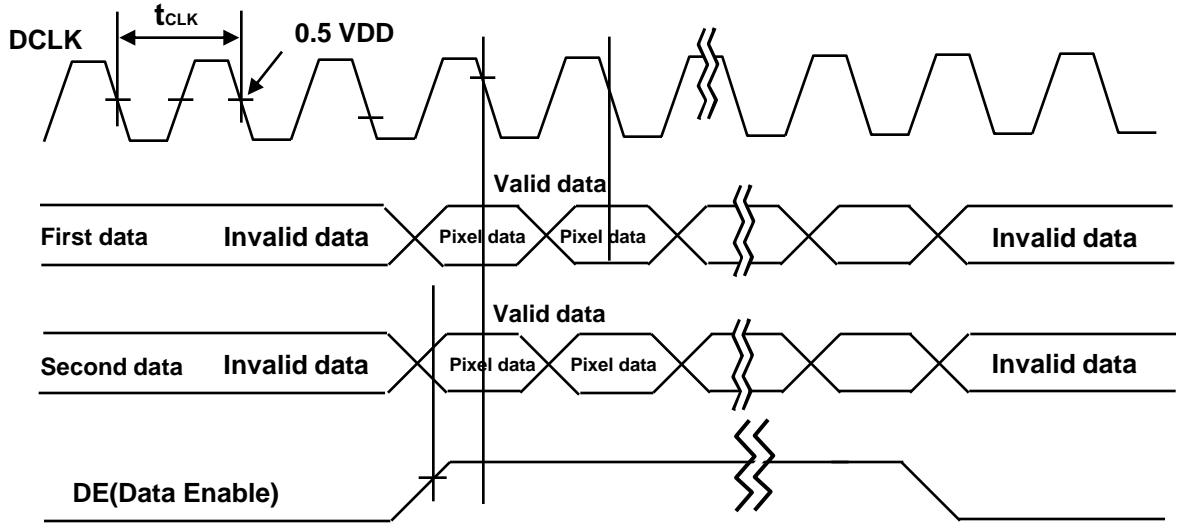 tCLK
DCLK
0.5 VDD
Valid data
First data
Invalid data
Pixel data
Pixel data
Invalid data
Valid data
Second data
Invalid data
Pixel data
Pixel data
Invalid data
DE(Data Enable)